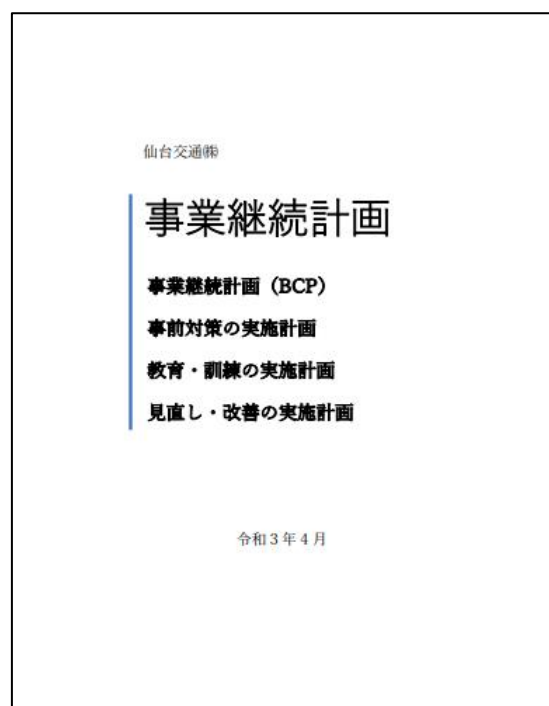 仙台交通㈱
事業継続計画
事業継続計画（BCP）
事前対策の実施計画
教育・訓練の実施計画
見直し・改善の実施計画
令和３年４月